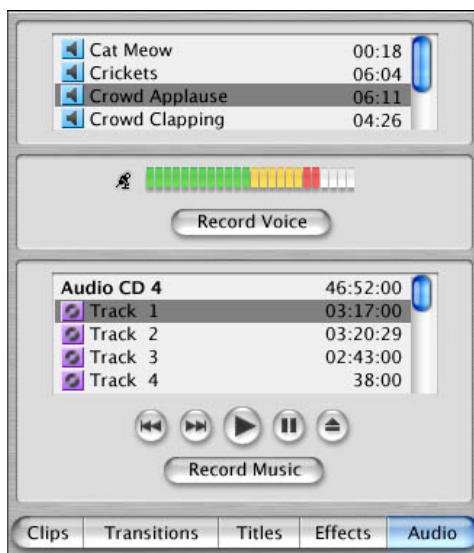 Cat Meow 00:18
Crickets 06:04
Crowd Applause 06:11
Crowd Clapping 04:26
Record Voice
Audio CD 4 46:52:00
Track 1 03:17:00
Track 2 03:20:29
Track 3 02:43:00
Track 4 38:00
Record Music
Clips Transitions Titles Effects Audio